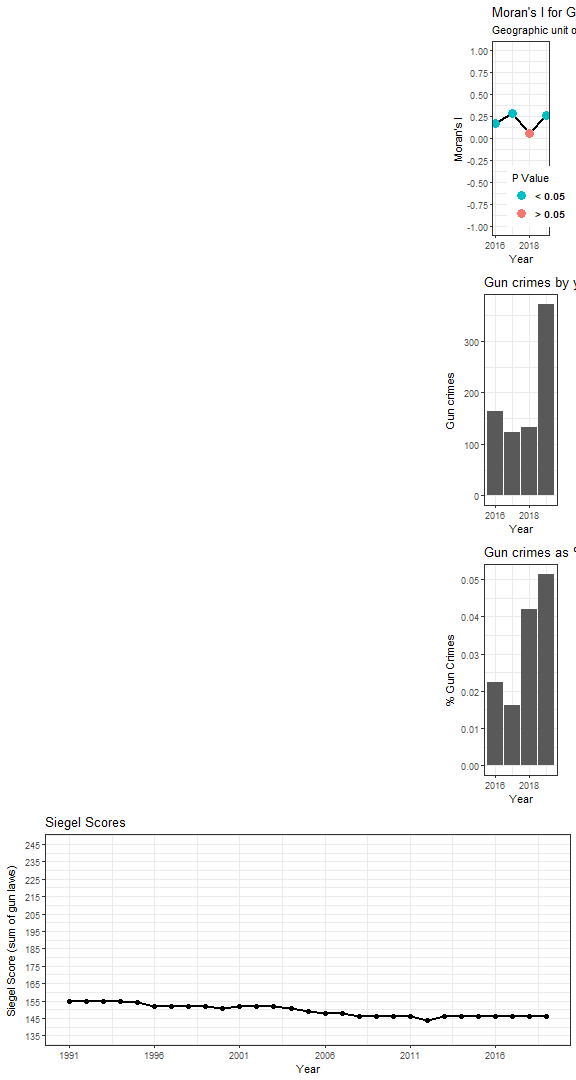 Moran's I for G
Geographic unit o
1.00
0.75
0.50
0.25
0.00
-0.25
-0.50
-0.75
-1.00
Moran's I
P Value
< 0.05
> 0.05
2016 2018
Year
Gun crimes by y
300
200
100
0
Gun crimes
2016 2018
Year
Gun crimes as %
0.05
0.04
0.03
0.02
0.01
0.00
% Gun Crimes
2016 2018
Year
Siegel Scores
245
235
225
215
205
195
185
175
165
155
145
135
Siegel Score (sum of gun laws)
1991 1996 2001 2006 2011 2016
Year